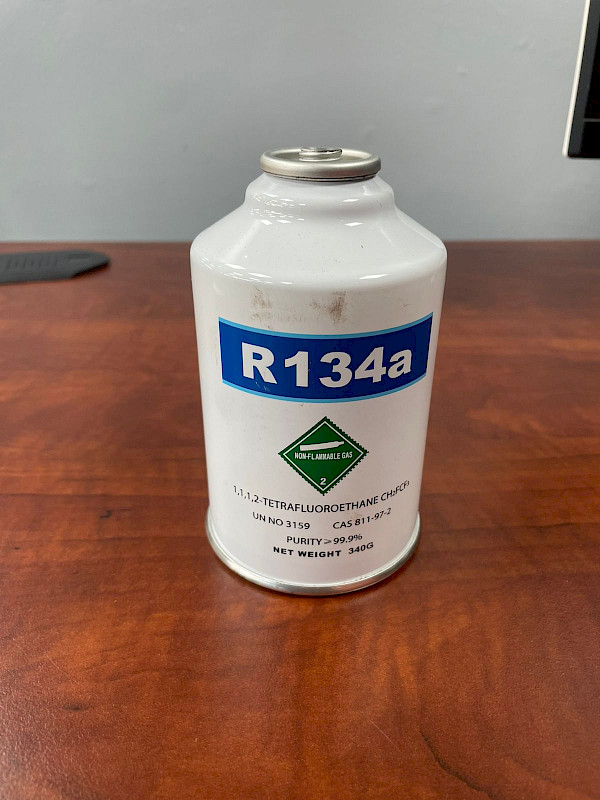 R134a
NON-FLAMMABLE GAS
2
1,1,1,2-TETRAFLUOROETHANE CH₂FCF₃
UN NO 3159 CAS 811-97-2
PURITY ≥ 99.9%
NET WEIGHT 340G